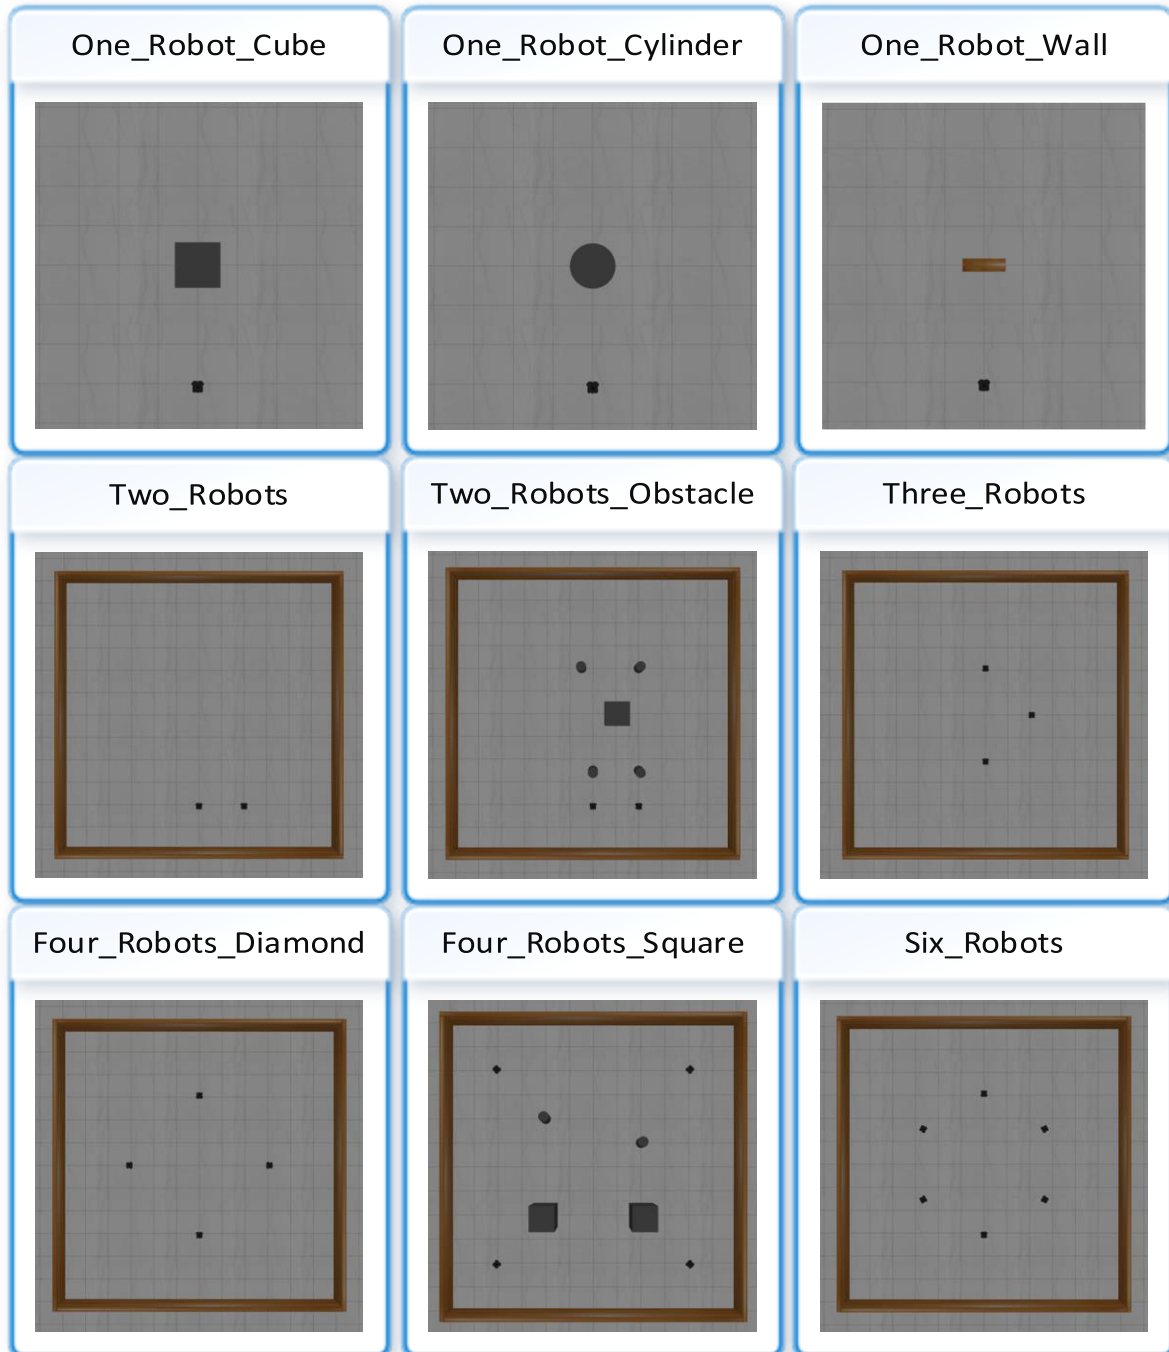 One_Robot_Cube
One_Robot_Cylinder
One_Robot_Wall
Two_Robots
Two_Robots_Obstacle
Three_Robots
Four_Robots_Diamond
Four_Robots_Square
Six_Robots